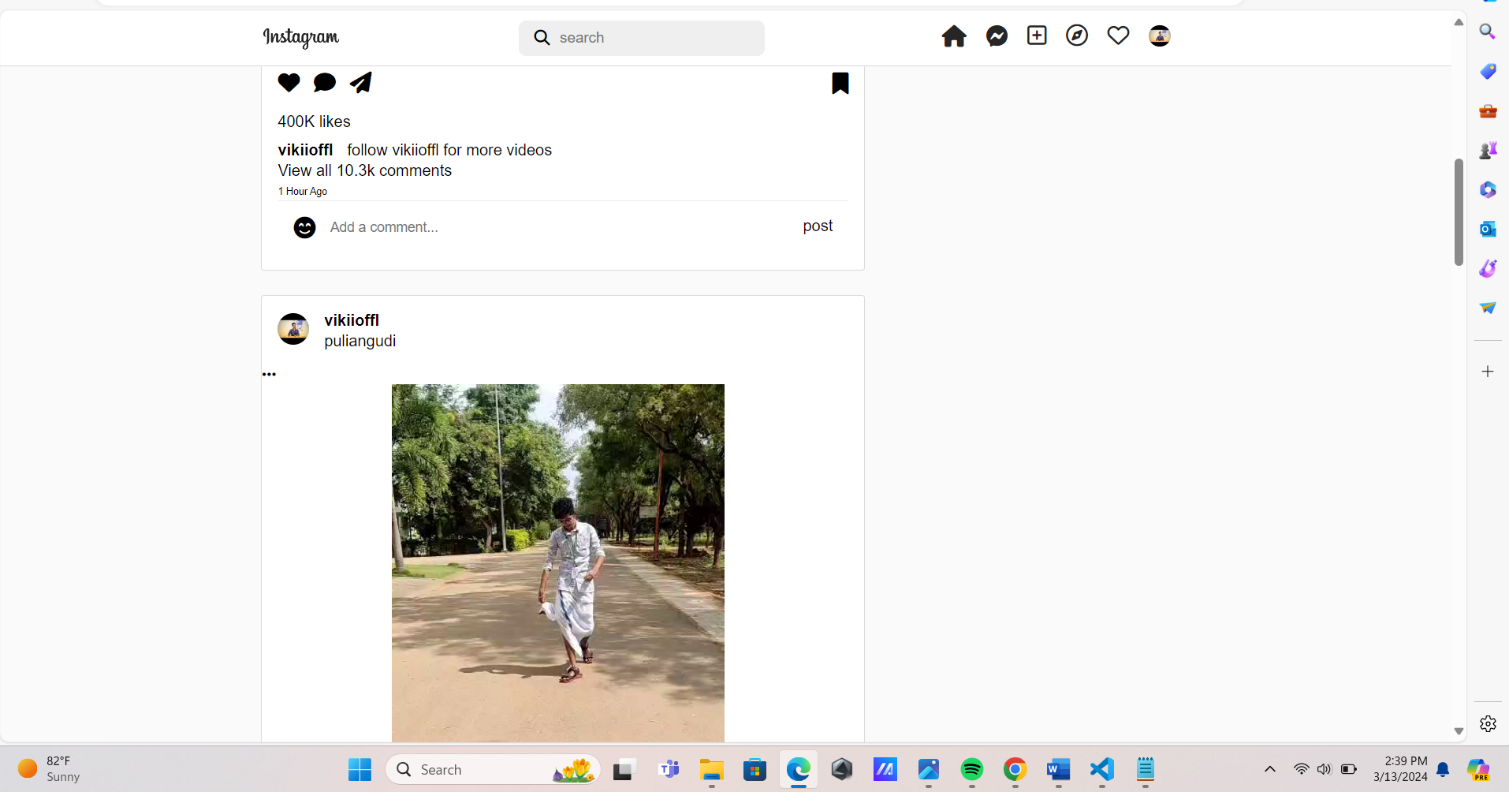 Instagram
search
400K likes
vikiioffl follow vikiioffl for more videos
View all 10.3k comments
1 Hour Ago
Add a comment...
post
vikiioffl
puliangudi
82°F
Sunny
Search
2:39 PM
3/13/2024
PRE